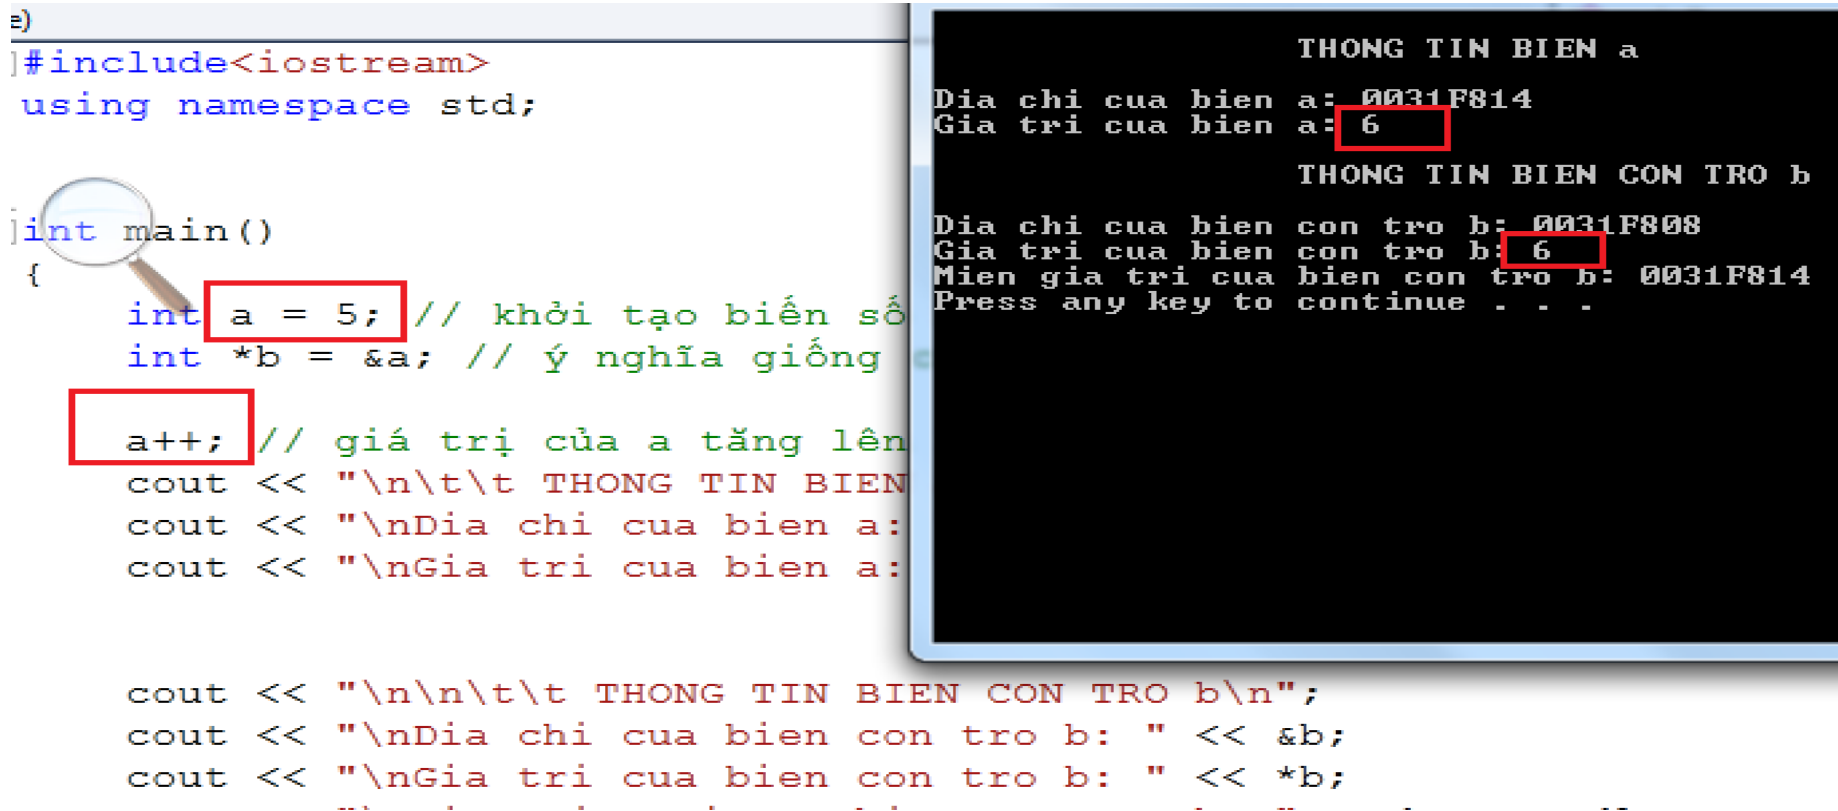 e)
#include<iostream>
using namespace std;
int main()
{
int a = 5; // khởi tạo biến số
int *b = &a; // ý nghĩa giống
a++; // giá trị của a tăng lên
cout << "\n\t\t THONG TIN BIEN
cout << "\nDia chi cua bien a:
cout << "\nGia tri cua bien a:
cout << "\n\n\t\t THONG TIN BIEN CON TRO b\n";
cout << "\nDia chi cua bien con tro b: " << &b;
cout << "\nGia tri cua bien con tro b: " << *b;
THONG TIN BIEN a
Dia chi cua bien a: 0031F814
Gia tri cua bien a: 6
THONG TIN BIEN CON TRO b
Dia chi cua bien con tro b: 0031F808
Gia tri cua bien con tro b: 6
Mien gia tri cua bien con tro b: 0031F814
Press any key to continue . . .